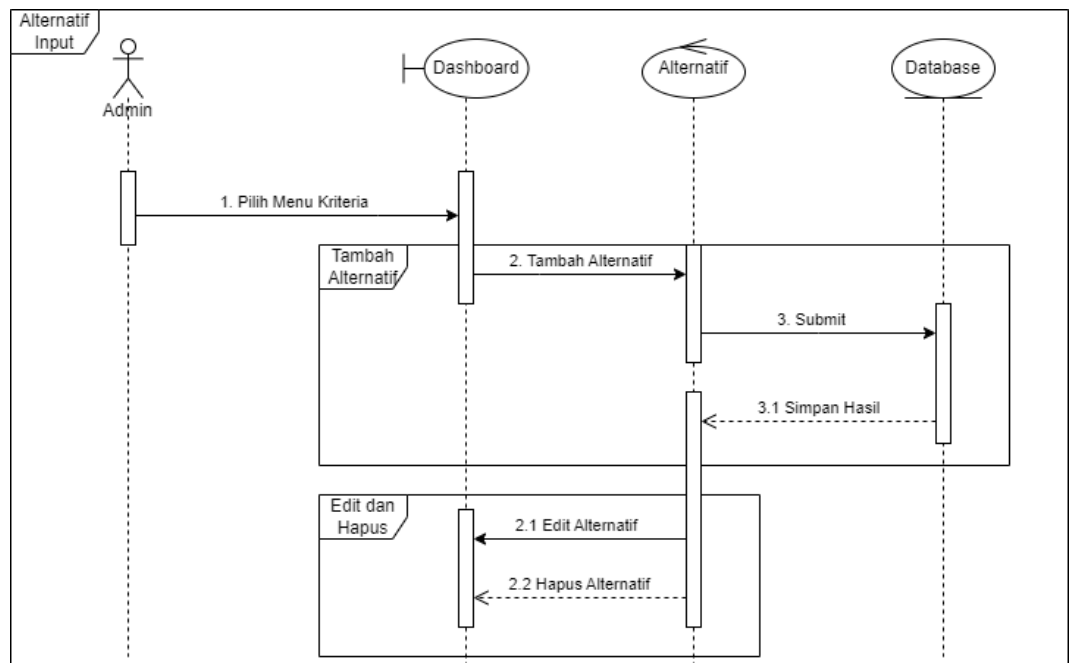 Alternatif
Input
Admin
Dashboard
Alternatif
Database
1. Pilih Menu Kriteria
Tambah
Alternatif
2. Tambah Alternatif
3. Submit
3.1 Simpan Hasil
Edit dan
Hapus
2.1 Edit Alternatif
2.2 Hapus Alternatif